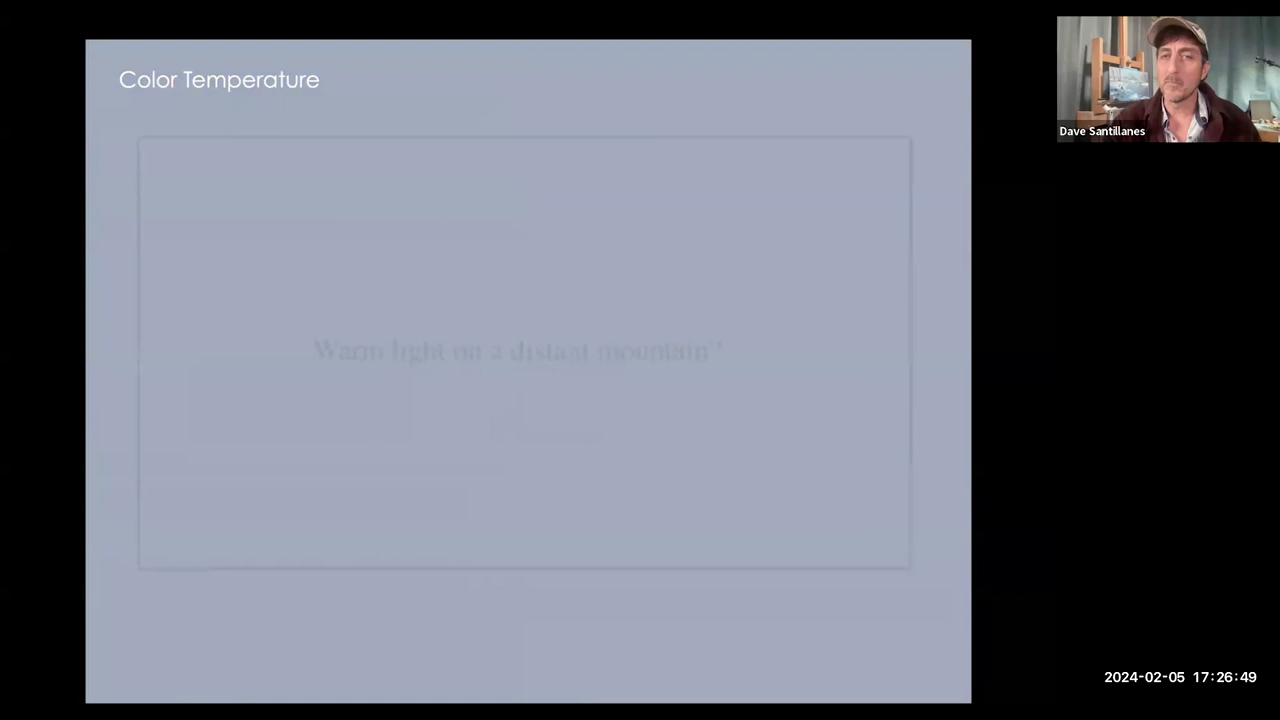 Color Temperature
Warm light on a distant mountain"
Dave Santillanes
2024-02-05 17:26:49